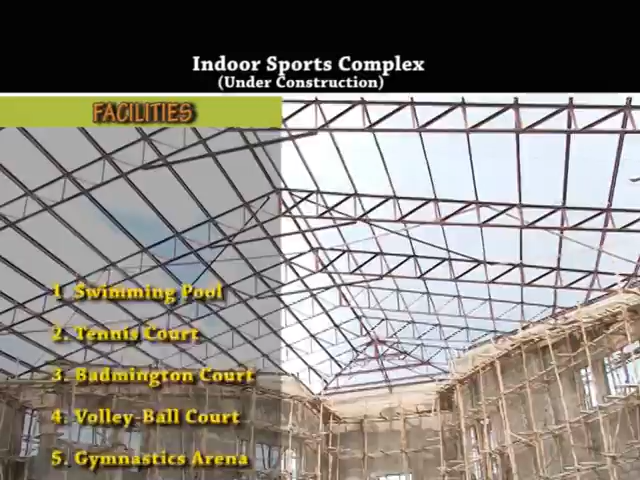 Indoor Sports Complex
(Under Construction)
FACILITIES
1. Swimming Pool
2. Tennis Court
3. Badmington Court
4. Volley-Ball Court
5. Gymnastics Arena